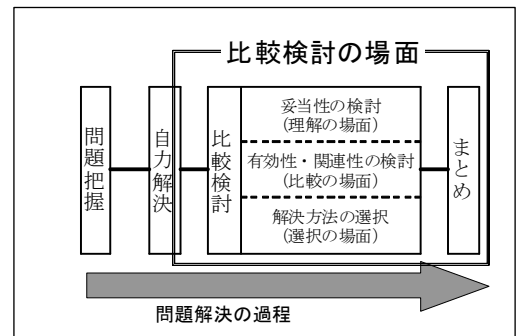 比較検討の場面
問題把握
自力解決
比較検討
妥当性の検討
(理解の場面)
有効性・関連性の検討
(比較の場面)
解決方法の選択
(選択の場面)
まとめ
問題解決の過程